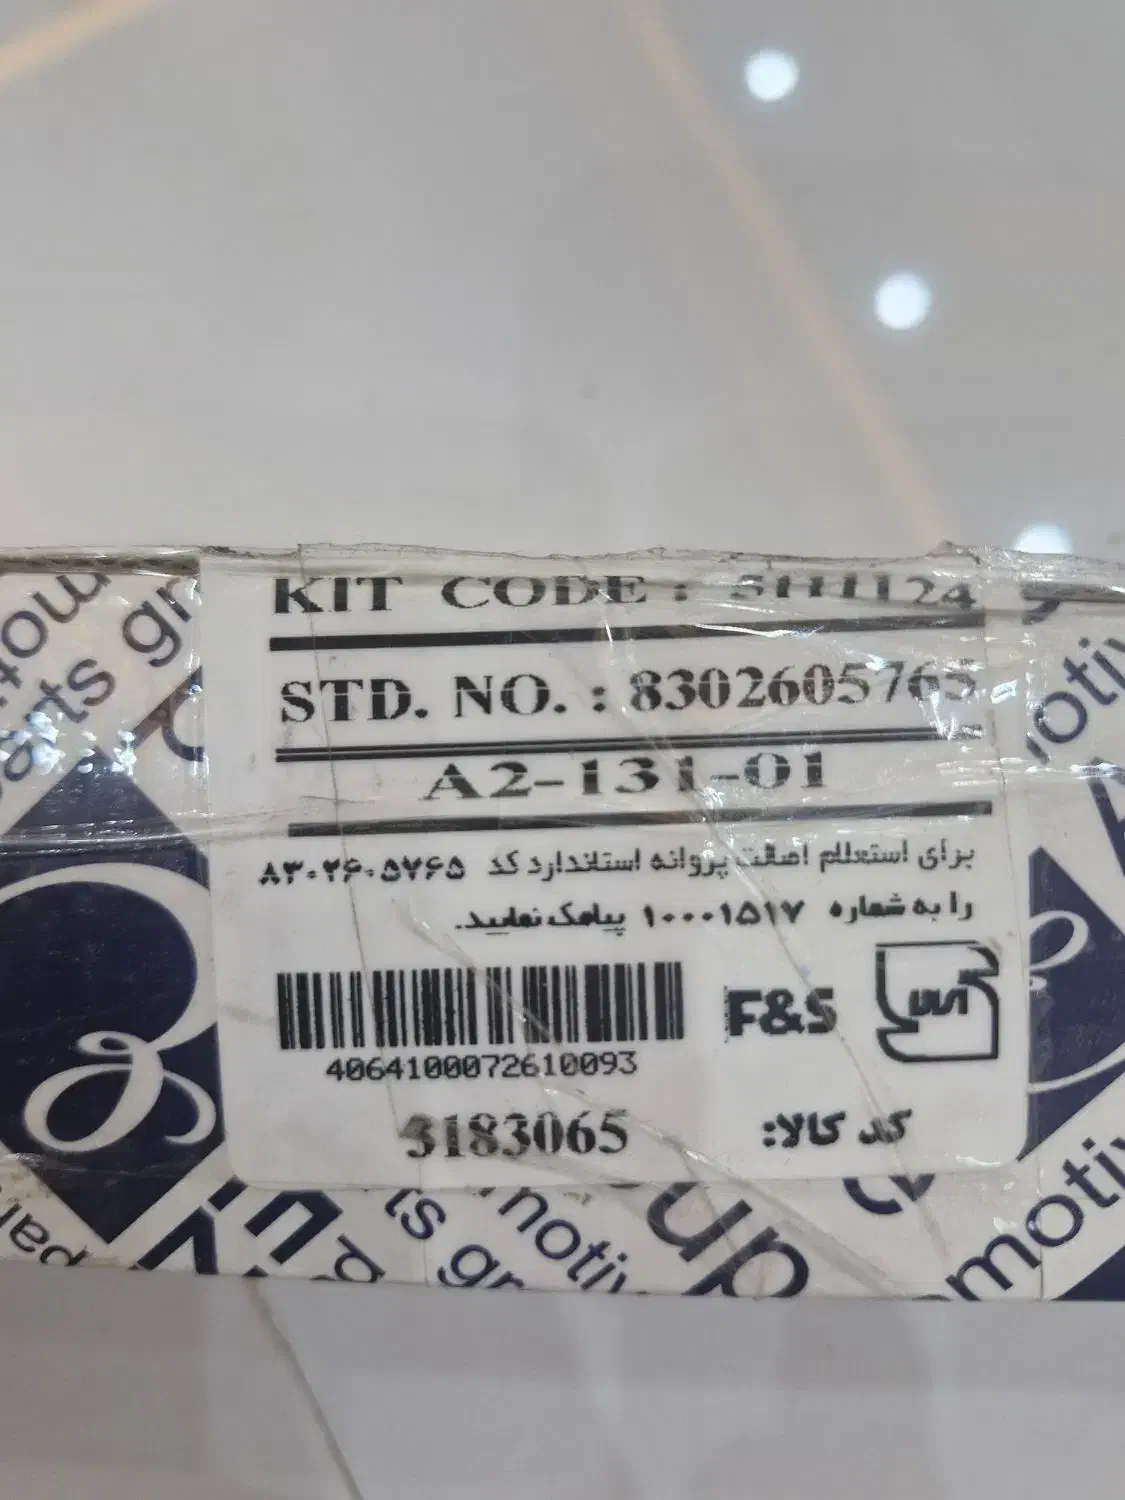 KIT CODE : 5111124
STD. NO. : 8302605765
A2-131-01
برای استعلام اصالت پروانه استاندارد کد ۸۳۰۲۶۰۵۷۶۵
را به شماره ۱۰۰۰۱۵۱۷ پیامک نمایید.
F&S
4064100072610093
کد کالا: 3183065